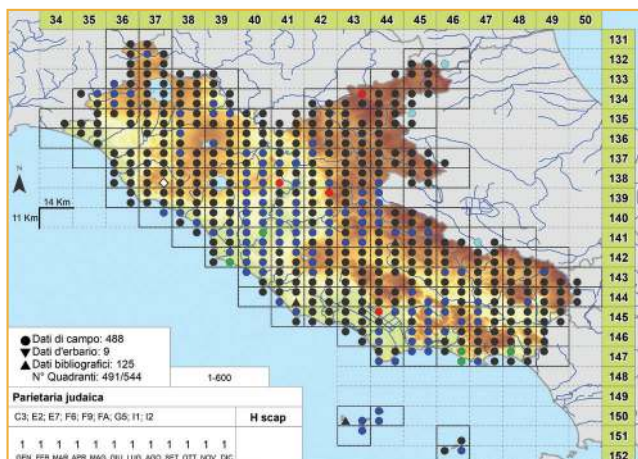 34 35 36 37 38 39 40 41 42 43 44 45 46 47 48 49 50
131
132
133
134
135
136
137
138
139
140
141
142
143
144
145
146
147
148
149
150
151
152
N
14 Km
11 Km
Dati di campo: 488
Dati d'erbario: 9
Dati bibliografici: 125
N° Quadranti: 491/544
1-600
Parietaria judaica
C3; E2; E7; F6; F9; FA; G5; I1; I2
H scap
1 1 1 1 1 1 1 1 1 1 1 1
GEN FEB MAR APR MAG GIU LUG AGO SET OTT NOV DIC